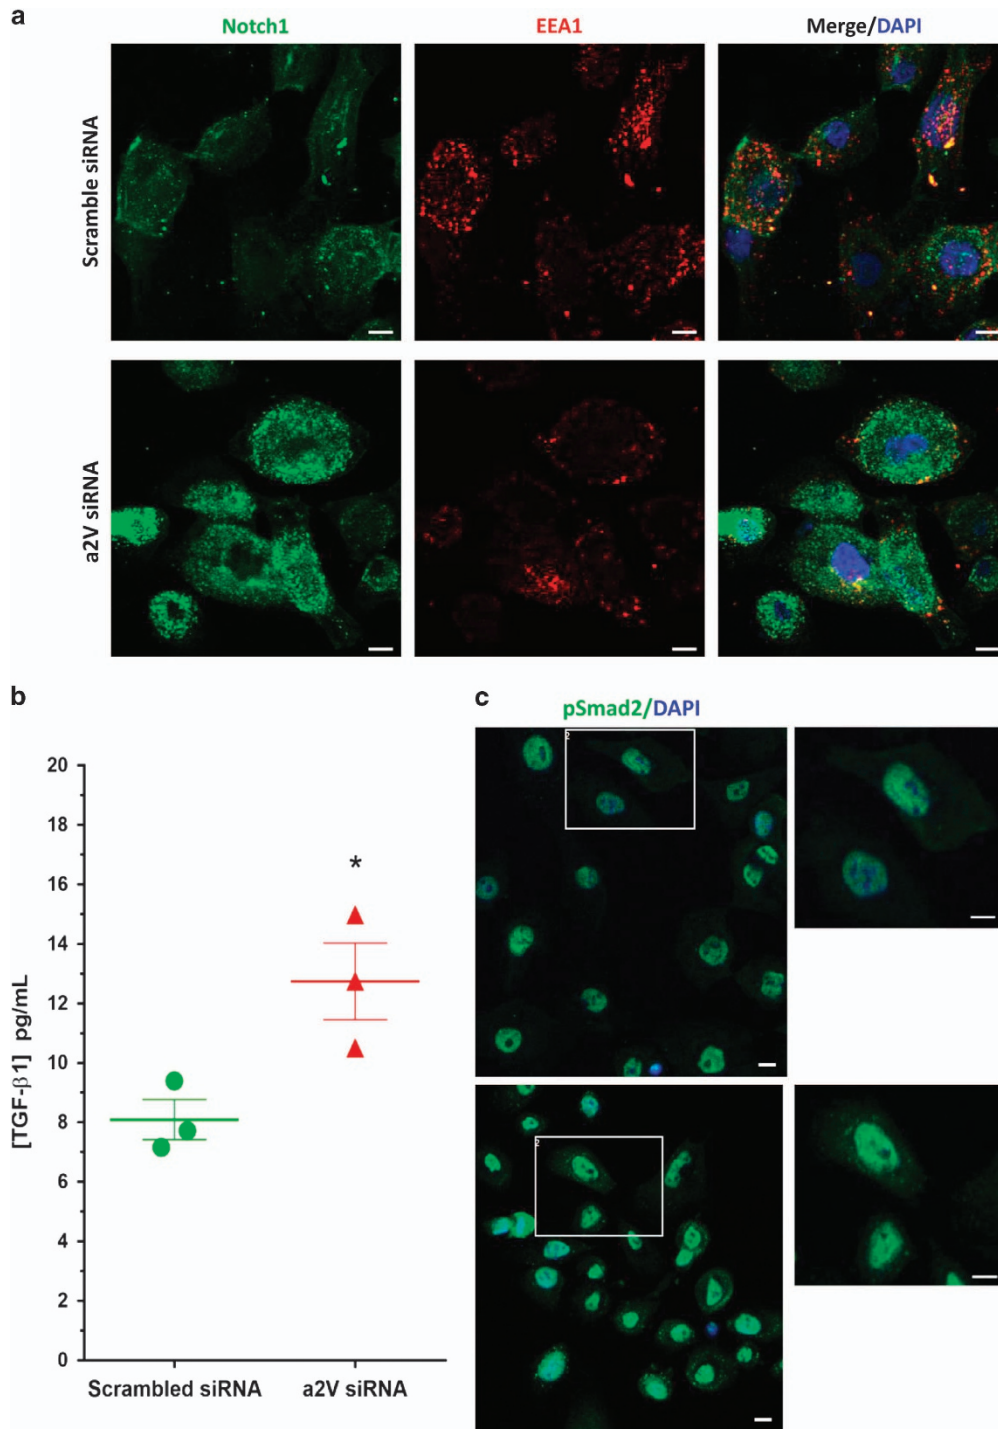 a
Notch1 EEA1 Merge/DAPI
Scramble siRNA
a2V siRNA
b
c
pSmad2/DAPI
[TGF-β1] pg/mL
20
18
16
14
12
10
8
6
4
2
0
*
Scrambled siRNA a2V siRNA
2
2